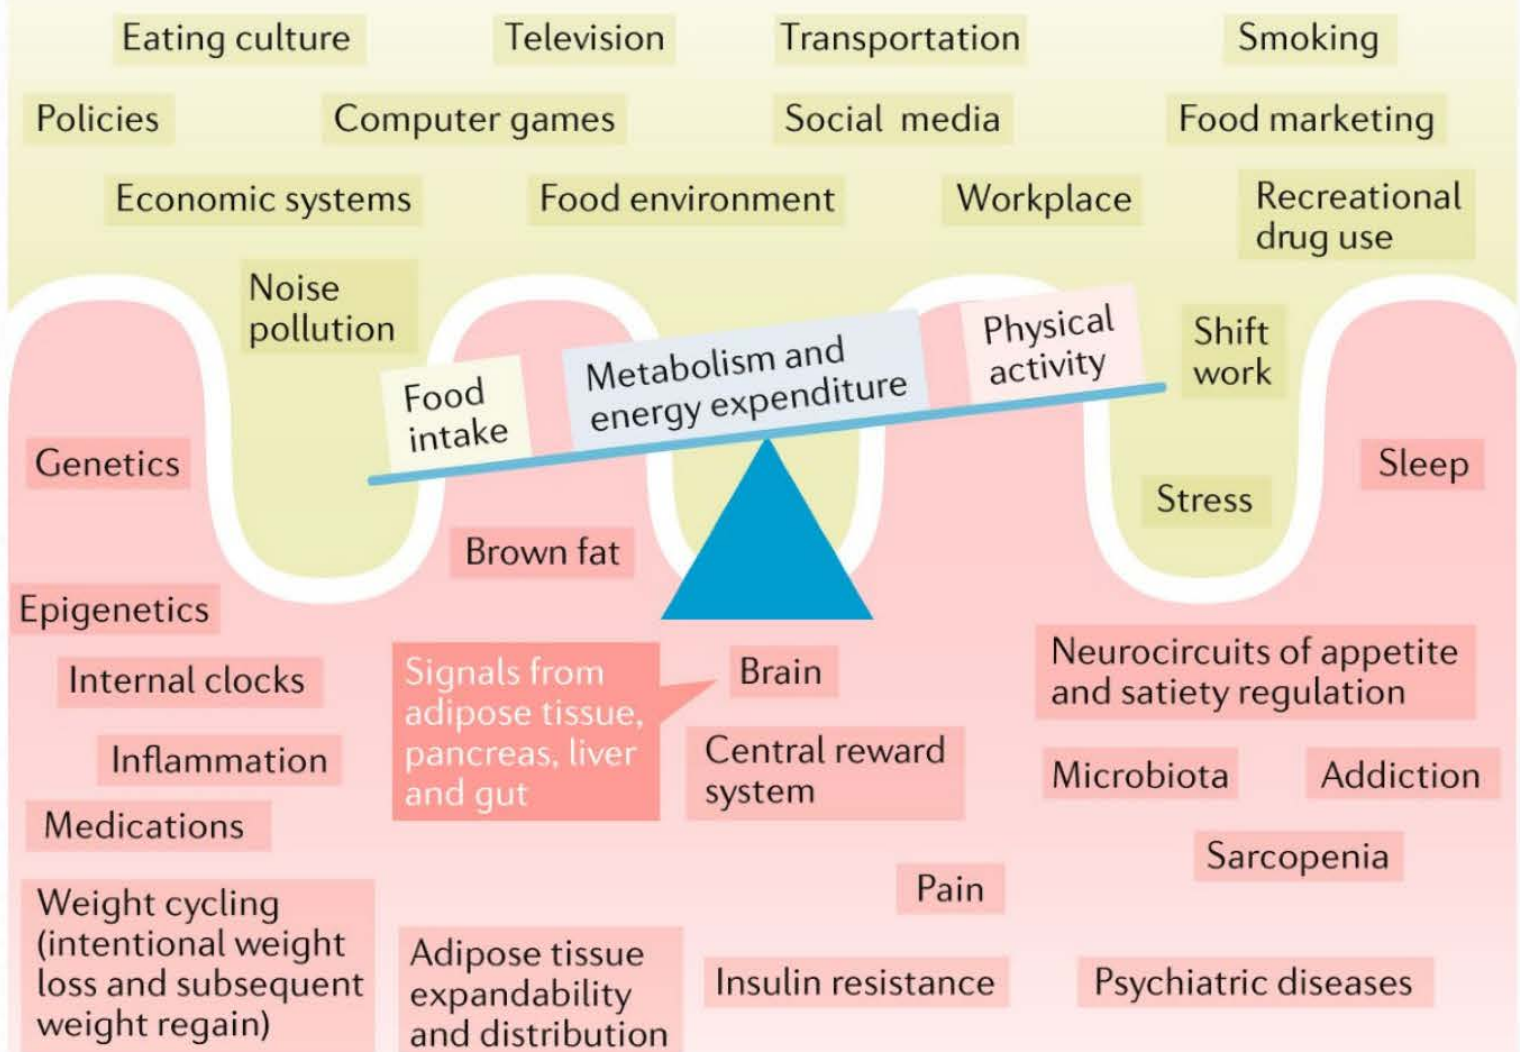 Eating culture
Television
Transportation
Smoking
Policies
Computer games
Social media
Food marketing
Economic systems
Food environment
Workplace
Recreational
drug use
Noise
pollution
Food
intake
Metabolism and
energy expenditure
Physical
activity
Shift
work
Genetics
Sleep
Stress
Brown fat
Epigenetics
Internal clocks
Signals from
adipose tissue,
pancreas, liver
and gut
Brain
Neurocircuits of appetite
and satiety regulation
Inflammation
Central reward
system
Microbiota
Addiction
Medications
Sarcopenia
Pain
Weight cycling
(intentional weight
loss and subsequent
weight regain)
Adipose tissue
expandability
and distribution
Insulin resistance
Psychiatric diseases